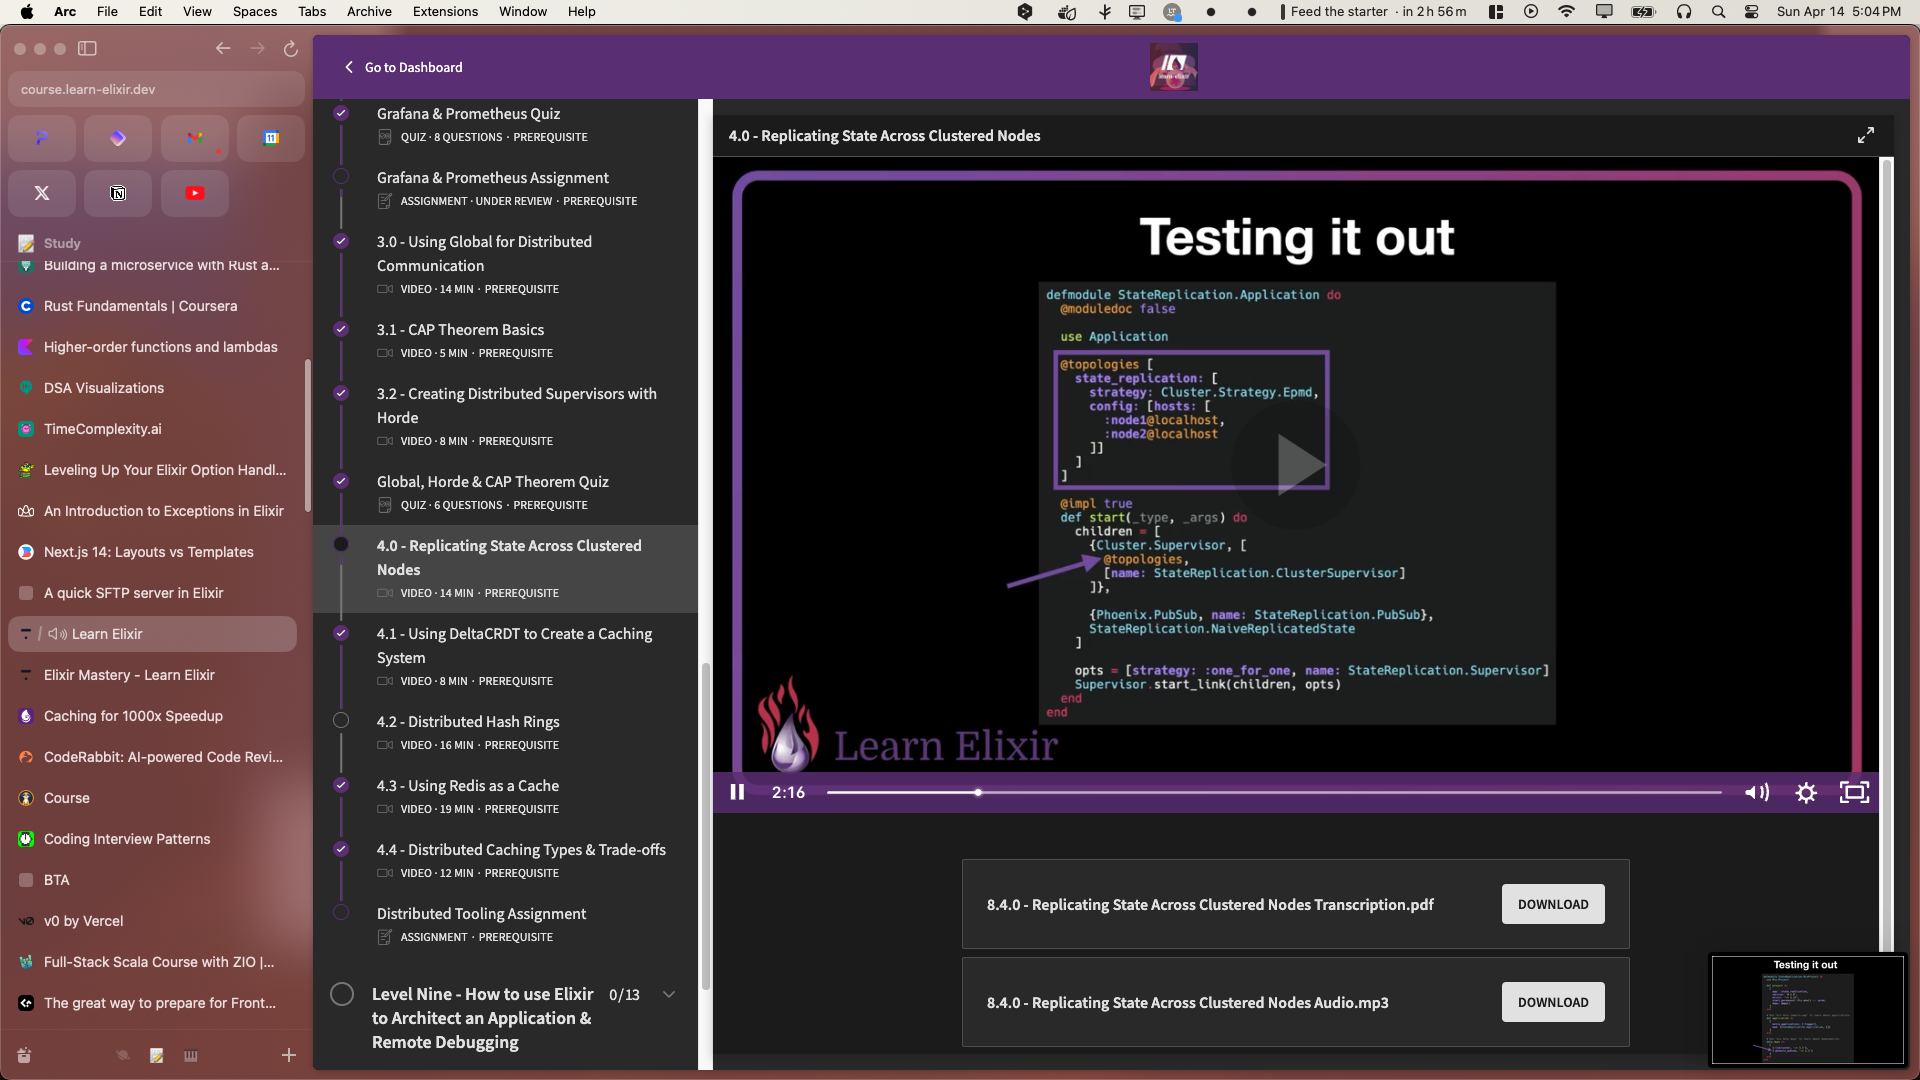 Arc File Edit View Spaces Tabs Archive Extensions Window Help
Feed the starter · in 2 h 56 m
Sun Apr 14 5:04 PM
course.learn-elixir.dev
11
Study
Building a microservice with Rust a...
Rust Fundamentals | Coursera
Higher-order functions and lambdas
DSA Visualizations
TimeComplexity.ai
Leveling Up Your Elixir Option Handl...
An Introduction to Exceptions in Elixir
Next.js 14: Layouts vs Templates
A quick SFTP server in Elixir
/ Learn Elixir
Elixir Mastery - Learn Elixir
Caching for 1000x Speedup
CodeRabbit: AI-powered Code Revi...
Course
Coding Interview Patterns
BTA
v0 by Vercel
Full-Stack Scala Course with ZIO |...
The great way to prepare for Front...
Go to Dashboard
learn-elixir
Grafana & Prometheus Quiz
QUIZ · 8 QUESTIONS · PREREQUISITE
Grafana & Prometheus Assignment
ASSIGNMENT · UNDER REVIEW · PREREQUISITE
3.0 - Using Global for Distributed
Communication
VIDEO · 14 MIN · PREREQUISITE
3.1 - CAP Theorem Basics
VIDEO · 5 MIN · PREREQUISITE
3.2 - Creating Distributed Supervisors with
Horde
VIDEO · 8 MIN · PREREQUISITE
Global, Horde & CAP Theorem Quiz
QUIZ · 6 QUESTIONS · PREREQUISITE
4.0 - Replicating State Across Clustered
Nodes
VIDEO · 14 MIN · PREREQUISITE
4.1 - Using DeltaCRDT to Create a Caching
System
VIDEO · 8 MIN · PREREQUISITE
4.2 - Distributed Hash Rings
VIDEO · 16 MIN · PREREQUISITE
4.3 - Using Redis as a Cache
VIDEO · 19 MIN · PREREQUISITE
4.4 - Distributed Caching Types & Trade-offs
VIDEO · 12 MIN · PREREQUISITE
Distributed Tooling Assignment
ASSIGNMENT · PREREQUISITE
Level Nine - How to use Elixir 0/13
to Architect an Application &
Remote Debugging
4.0 - Replicating State Across Clustered Nodes
Testing it out
defmodule StateReplication.Application do
@moduledoc false
use Application
@topologies [
state_replication: [
strategy: Cluster.Strategy.Epmd,
config: [hosts: [
:node1@localhost,
:node2@localhost
]]
]
]
@impl true
def start(_type, _args) do
children = [
{Cluster.Supervisor, [
@topologies,
[name: StateReplication.ClusterSupervisor]
]},
{Phoenix.PubSub, name: StateReplication.PubSub},
StateReplication.NaiveReplicatedState
]
opts = [strategy: :one_for_one, name: StateReplication.Supervisor]
Supervisor.start_link(children, opts)
end
end
Learn Elixir
2:16
8.4.0 - Replicating State Across Clustered Nodes Transcription.pdf DOWNLOAD
8.4.0 - Replicating State Across Clustered Nodes Audio.mp3 DOWNLOAD
Testing it out